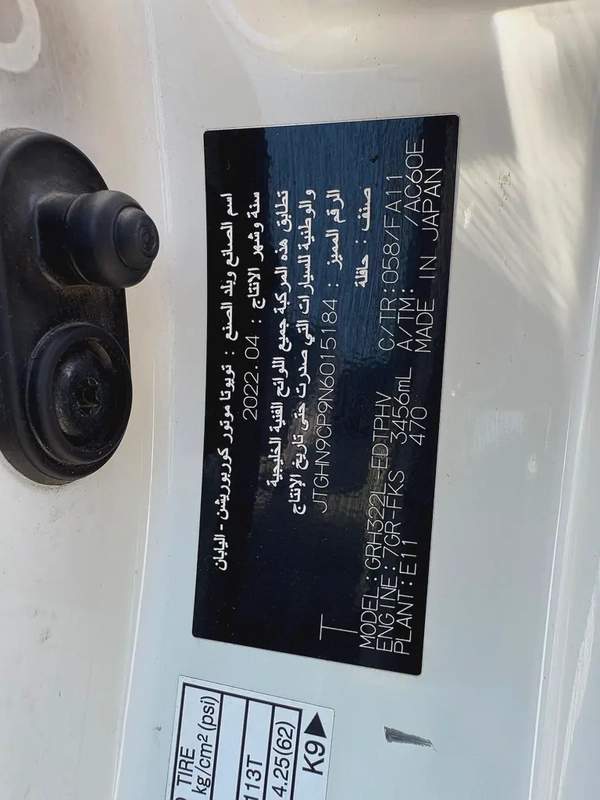 اسم الصانع وبلد الصنع : تويوتا موتور كوربوريشن - اليابان
سنة وشهر الإنتاج : 2022.04
تطابق هذه المركبة جميع اللوائح الفنية الخليجية
والوطنية للسيارات التي صدرت حتى تاريخ الإنتاج
الرقم المميز : JTGHN9CP9N6015184
صنف : حافلة
T
MODEL:GRH322L-EDTPHV C/TR:058/FA11
ENGINE:7GR-FKS 3456mL A/TM: /AC60E
PLANT:E11 470 MADE IN JAPAN
TIRE
kg/cm² (psi)
113T
4.25(62)
K9▶